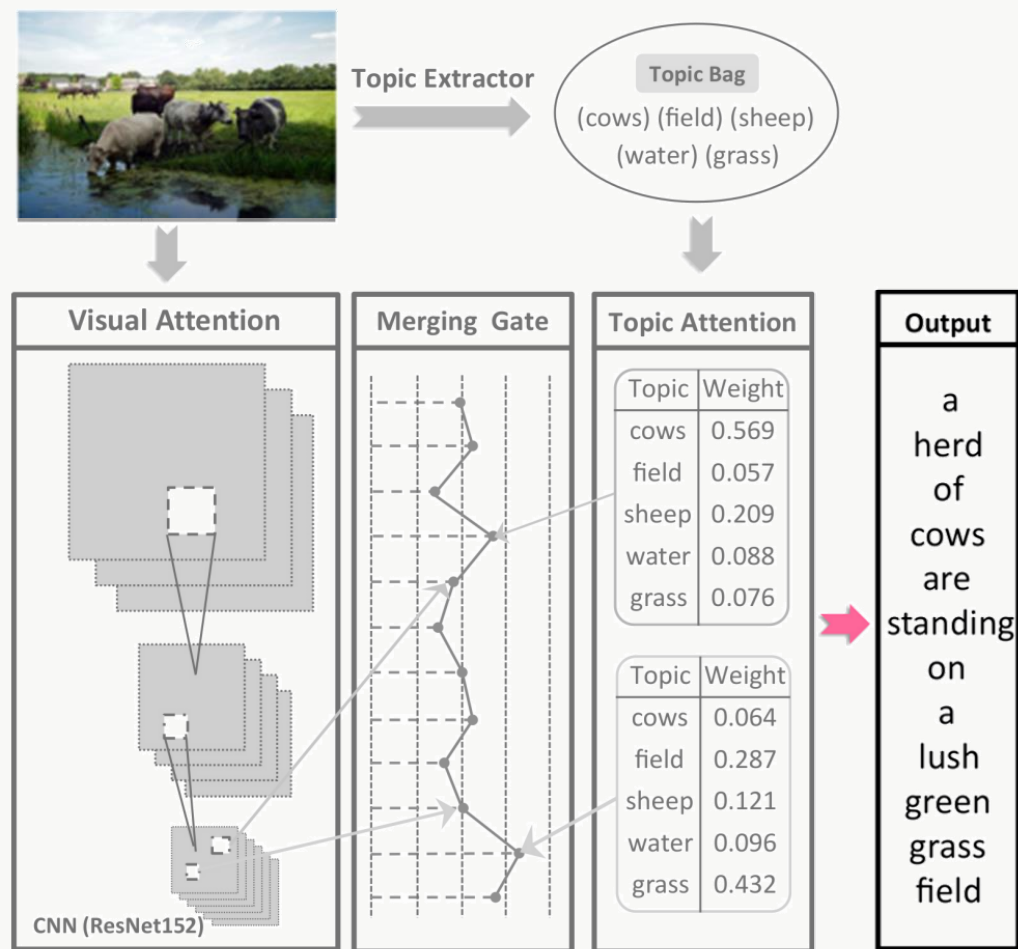 Topic Extractor
Topic Bag
(cows) (field) (sheep)
(water) (grass)
Visual Attention
CNN (ResNet152)
Merging Gate
Topic Attention
Topic Weight
cows 0.569
field 0.057
sheep 0.209
water 0.088
grass 0.076
Topic Weight
cows 0.064
field 0.287
sheep 0.121
water 0.096
grass 0.432
Output
a
herd
of
cows
are
standing
on
a
lush
green
grass
field